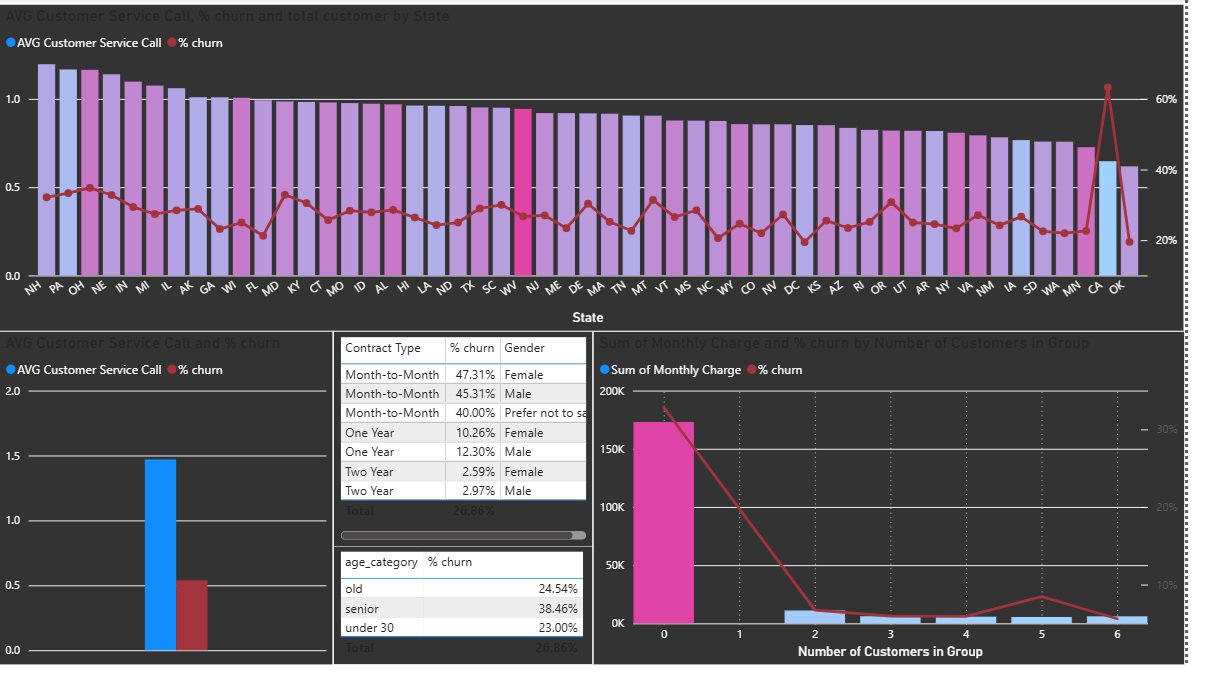 AVG Customer Service Call, % churn and total customer by State
AVG Customer Service Call % churn
1.0
0.5
0.0
60%
40%
20%
NH PA OH NE IN MI IL AK GA WI FL MD KY CT MO ID AL HI LA ND TX SC WV NJ ME DE MA TN MT VT MS NC WY CO NV DC KS AZ RI OR UT AR NY VA NM IA SD WA MN CA OK
State
AVG Customer Service Call and % churn
AVG Customer Service Call % churn
2.0
1.5
1.0
0.5
0.0
Contract Type % churn Gender
Month-to-Month 47.31% Female
Month-to-Month 45.31% Male
Month-to-Month 40.00% Prefer not to sa
One Year 10.26% Female
One Year 12.30% Male
Two Year 2.59% Female
Two Year 2.97% Male
Total 26.86%
age_category % churn
old 24.54%
senior 38.46%
under 30 23.00%
Total 26.86%
Sum of Monthly Charge and % churn by Number of Customers in Group
Sum of Monthly Charge % churn
200K
150K
100K
50K
0K
30%
20%
10%
0 1 2 3 4 5 6
Number of Customers in Group